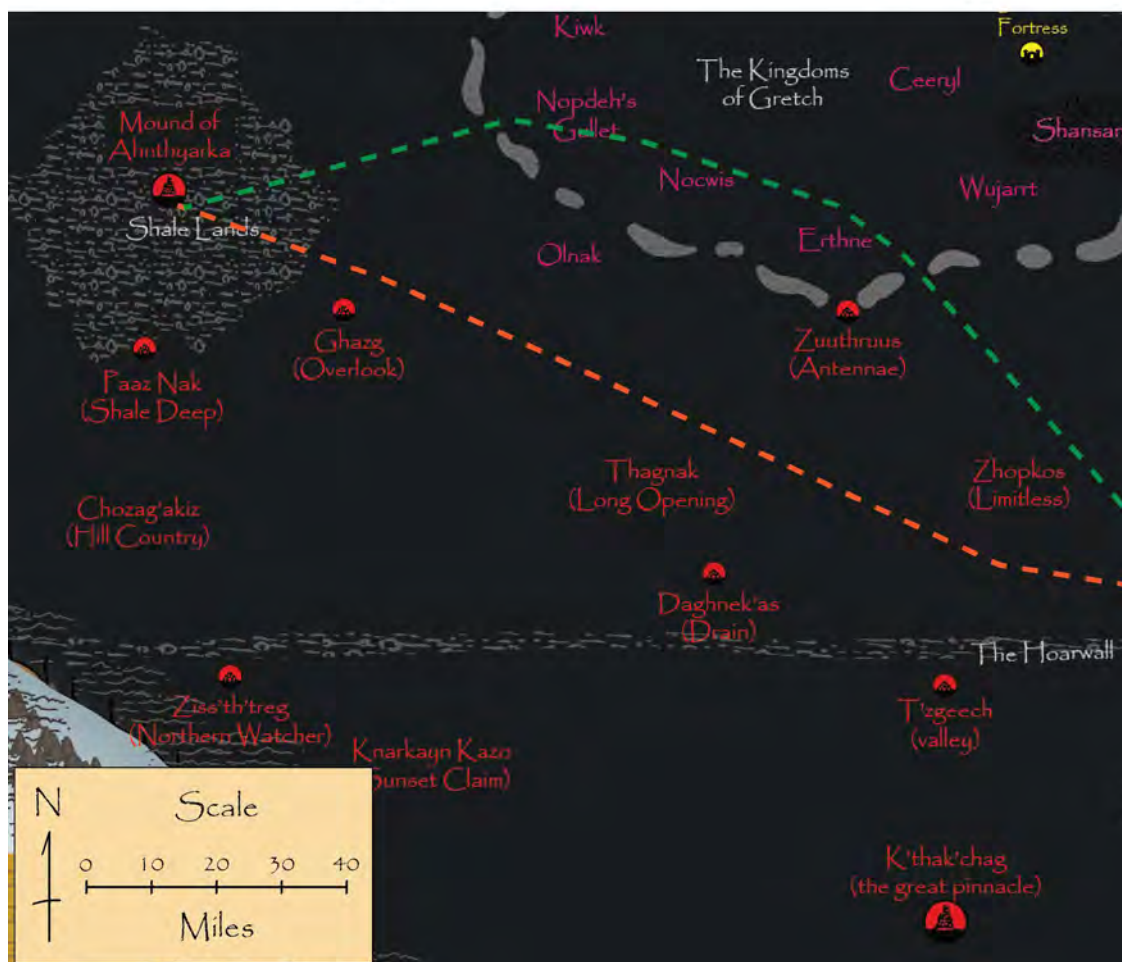 Kiwk
Fortress
The Kingdoms
of Gretch
Ceeryl
Nopdeh's
Gullet
Mound of
Shansar
Nocwis
Wujarrt
Shale Lands
Erthne
Olnak
Ghazg
(Overlook)
Zuuthruus
(Antennae)
Paaz Nak
(Shale Deep)
Thagnak
(Long Opening)
Zhopkos
(Limitless)
Chozag'akiz
(Hill Country)
Daghnek'as
(Drain)
The Hoarwall
Ziss'th'treg
(Northern Watcher)
T'zgeech
(valley)
Knarkayn Kazo
Sunset Claim)
N
Scale
0 10 20 30 40
Miles
K'thak'chag
(the great pinnacle)